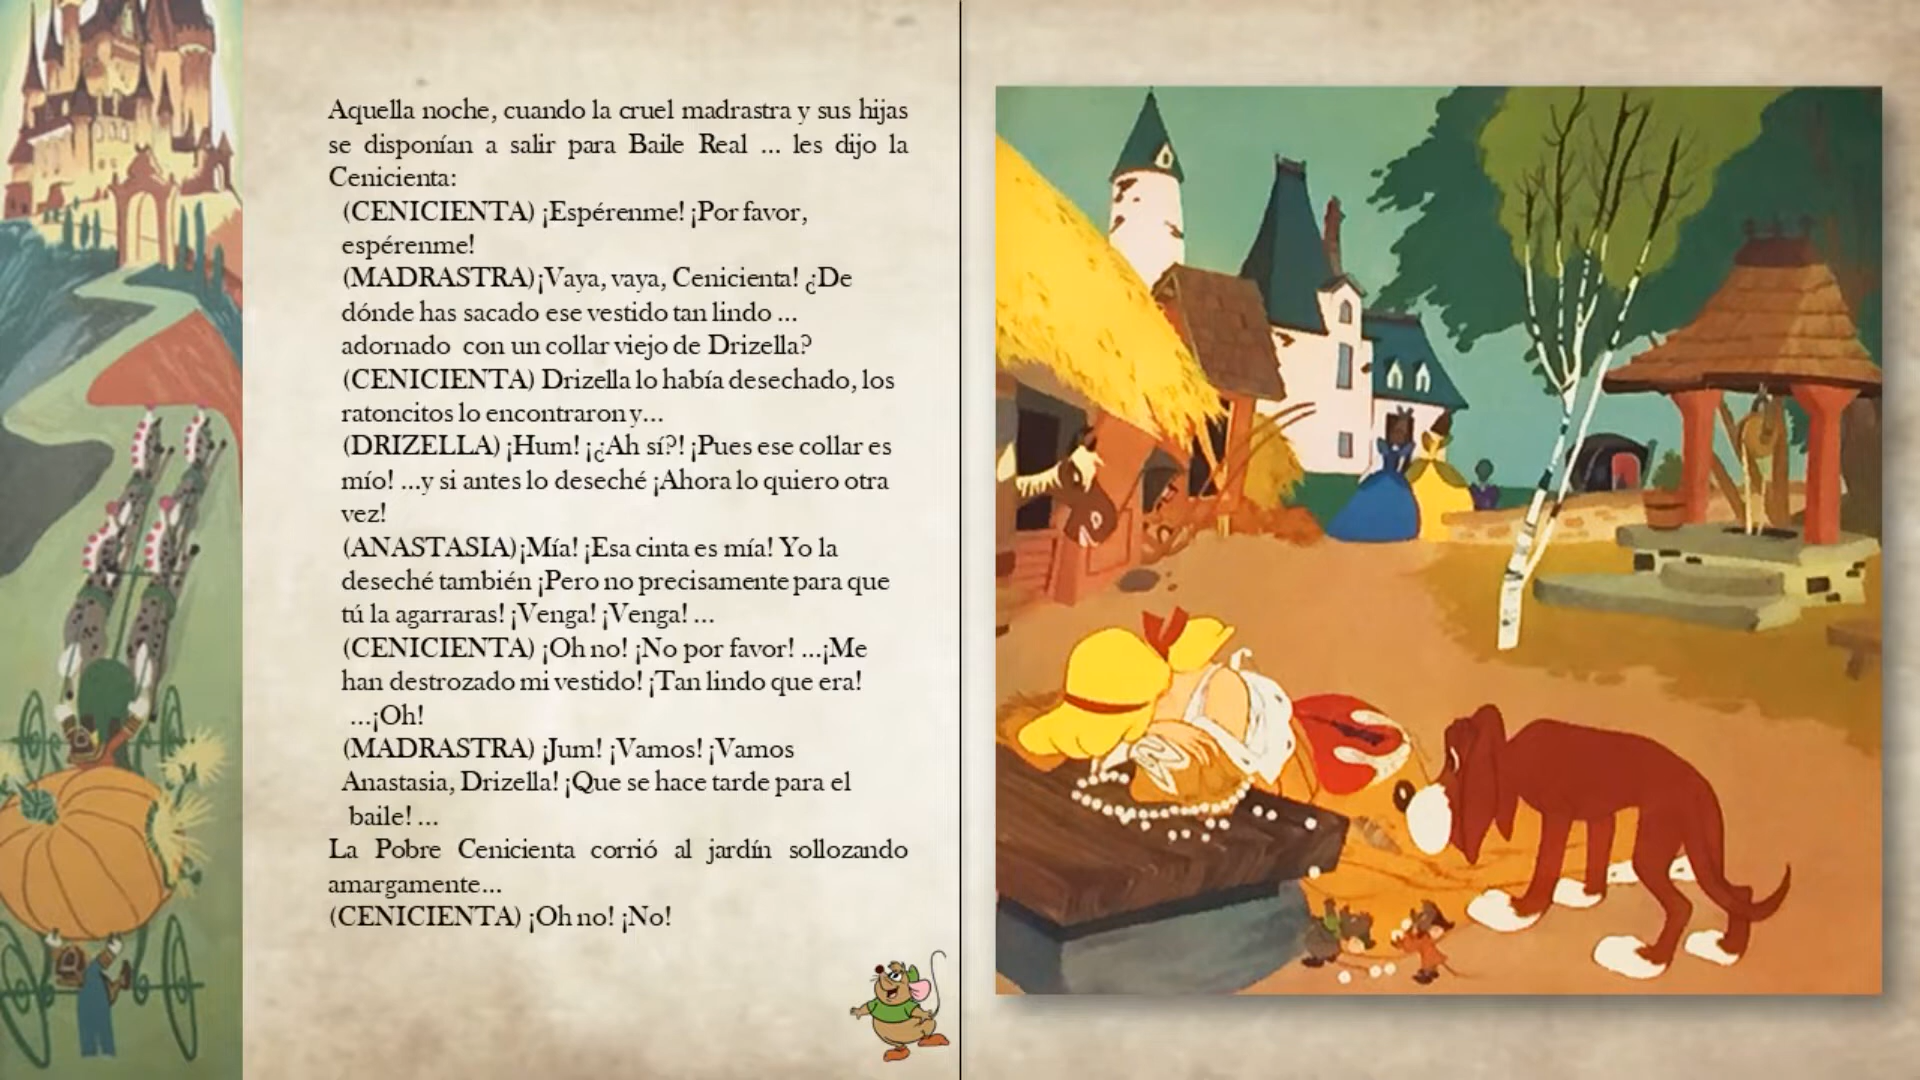 Aquella noche, cuando la cruel madrastra y sus hijas
se disponían a salir para Baile Real ... les dijo la
Cenicienta:
(CENICIENTA) ¡Espérenme! ¡Por favor,
espérenme!
(MADRASTRA)¡Vaya, vaya, Cenicienta! ¿De
dónde has sacado ese vestido tan lindo ...
adornado con un collar viejo de Drizella?
(CENICIENTA) Drizella lo había desechado, los
ratoncitos lo encontraron y...
(DRIZELLA) ¡Hum! ¡¿Ah sí?! ¡Pues ese collar es
mío! ...y si antes lo deseché ¡Ahora lo quiero otra
vez!
(ANASTASIA)¡Mía! ¡Esa cinta es mía! Yo la
deseché también ¡Pero no precisamente para que
tú la agarraras! ¡Venga! ¡Venga! ...
(CENICIENTA) ¡Oh no! ¡No por favor! ...¡Me
han destrozado mi vestido! ¡Tan lindo que era!
...¡Oh!
(MADRASTRA) ¡Jum! ¡Vamos! ¡Vamos
Anastasia, Drizella! ¡Que se hace tarde para el
baile! ...
La Pobre Cenicienta corrió al jardín sollozando
amargamente...
(CENICIENTA) ¡Oh no! ¡No!